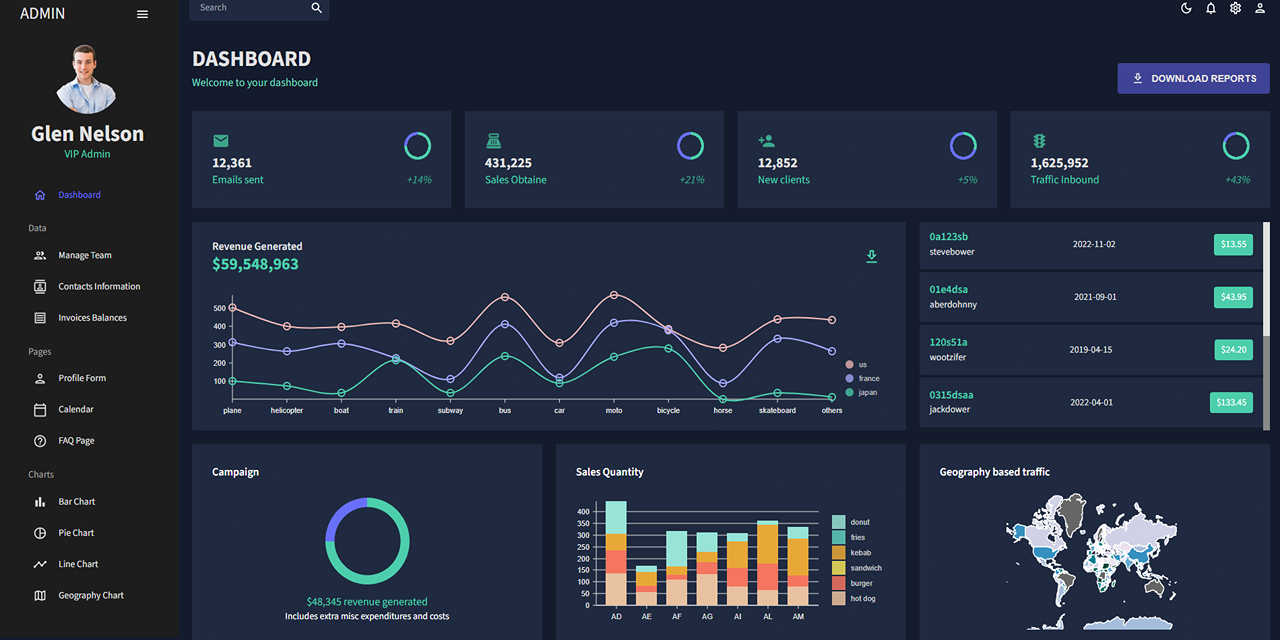 ADMIN
Search
Glen Nelson
VIP Admin
Dashboard
Data
Manage Team
Contacts Information
Invoices Balances
Pages
Profile Form
Calendar
FAQ Page
Charts
Bar Chart
Pie Chart
Line Chart
Geography Chart
DASHBOARD
Welcome to your dashboard
DOWNLOAD REPORTS
12,361
Emails sent
+14%
431,225
Sales Obtaine
+21%
12,852
New clients
+5%
1,625,952
Traffic Inbound
+43%
Revenue Generated
$59,548,963
500
400
300
200
100
plane
helicopter
boat
train
subway
bus
car
moto
bicycle
horse
skateboard
others
us
france
japan
0a123sb
stevebower
2022-11-02
$13.55
01e4dsa
aberdohnny
2021-09-01
$43.95
120s51a
wootzifer
2019-04-15
$24.20
0315dsaa
jackdower
2022-04-01
$133.45
Campaign
$48,345 revenue generated
Includes extra misc expenditures and costs
Sales Quantity
400
350
300
250
200
150
100
50
0
AD
AE
AF
AG
AI
AL
AM
donut
fries
kebab
sandwich
burger
hot dog
Geography based traffic